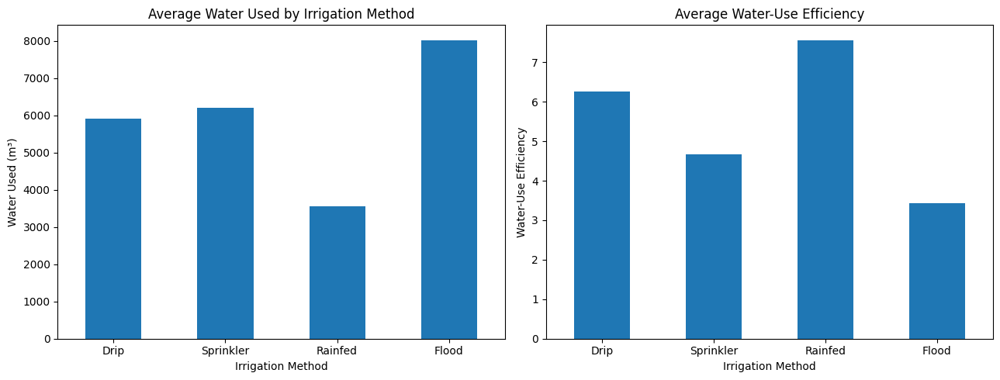 Average Water Used by Irrigation Method
Water Used (m³)
8000
7000
6000
5000
4000
3000
2000
1000
0
Drip Sprinkler Rainfed Flood
Irrigation Method
Average Water-Use Efficiency
Water-Use Efficiency
7
6
5
4
3
2
1
0
Drip Sprinkler Rainfed Flood
Irrigation Method